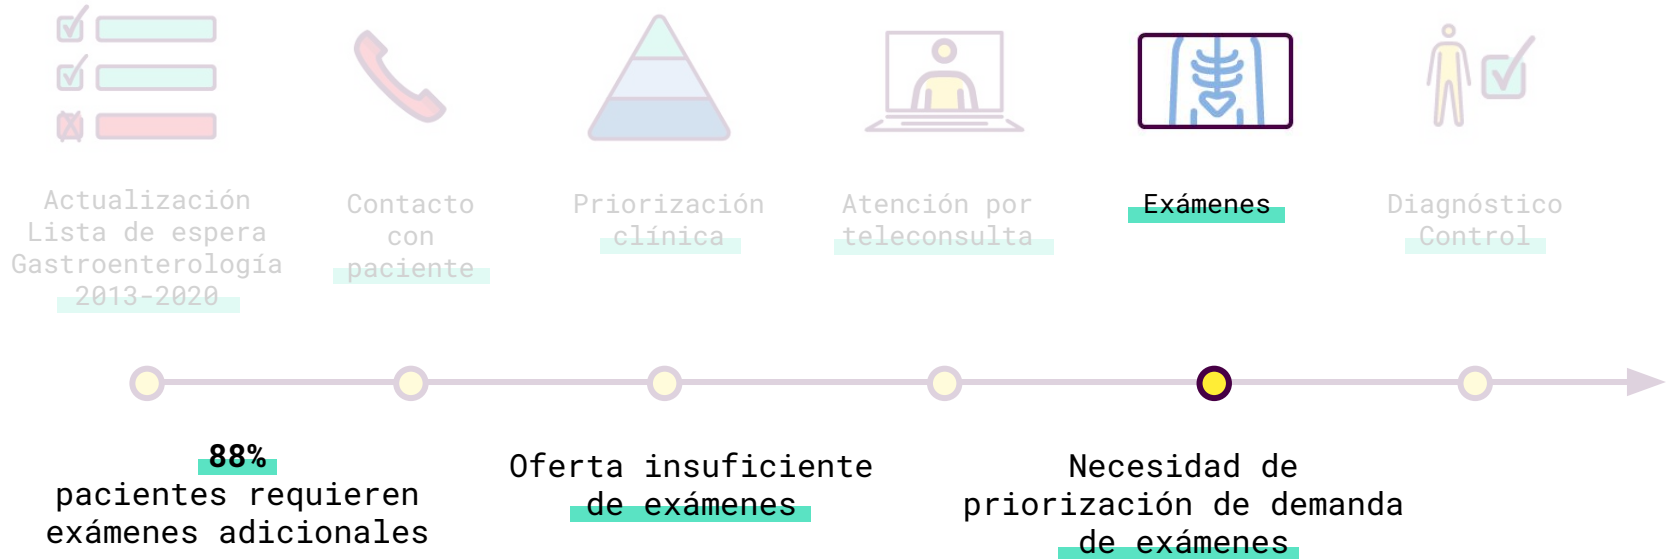 Actualización
Lista de espera
Gastroenterología
2013-2020
Contacto
con
paciente
Priorización
clínica
Atención por
teleconsulta
Exámenes
Diagnóstico
Control
88%
pacientes requieren
exámenes adicionales
Oferta insuficiente
de exámenes
Necesidad de
priorización de demanda
de exámenes